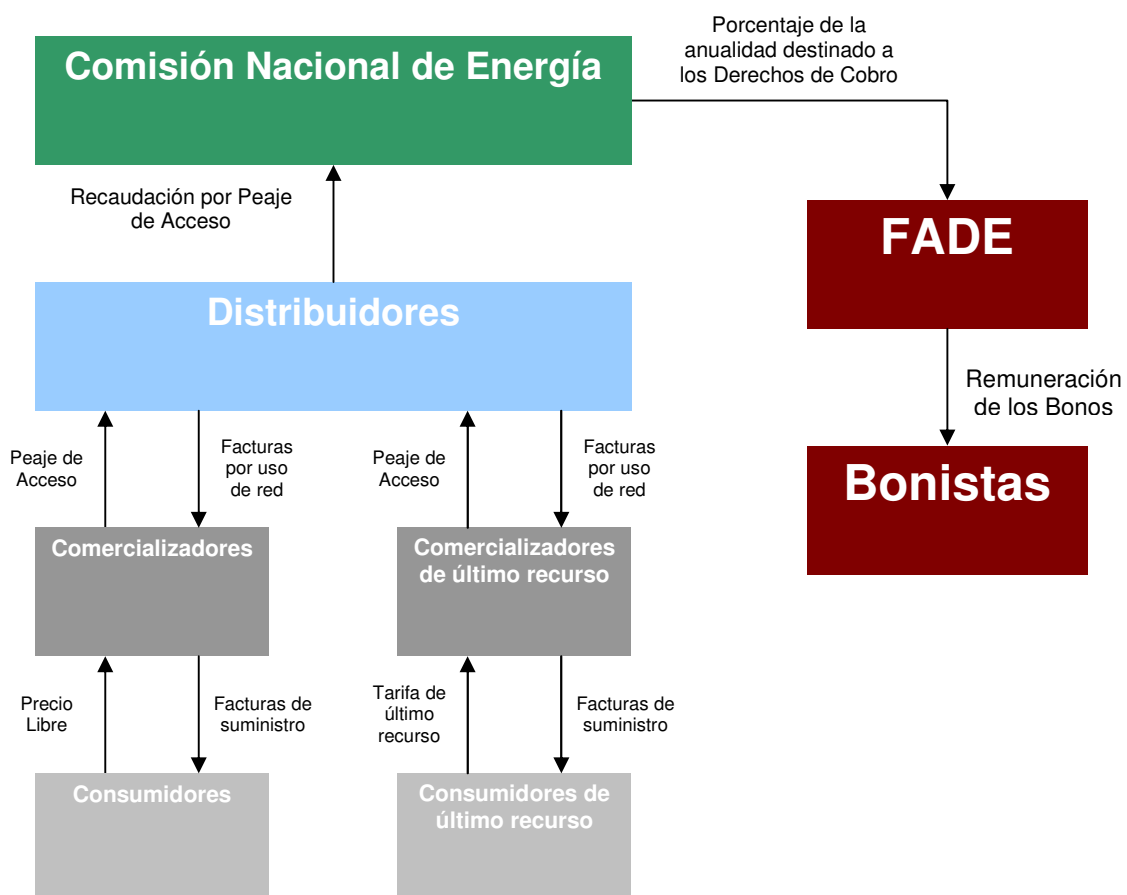 Porcentaje de la
anualidad destinado a
los Derechos de Cobro
Comisión Nacional de Energía
Recaudación por Peaje
de Acceso
FADE
Distribuidores
Remuneración
de los Bonos
Peaje de
Acceso
Facturas
por uso
de red
Peaje de
Acceso
Facturas
por uso
de red
Bonistas
Comercializadores
Comercializadores
de último recurso
Precio
Libre
Facturas de
suministro
Tarifa de
último
recurso
Facturas de
suministro
Consumidores
Consumidores de
último recurso